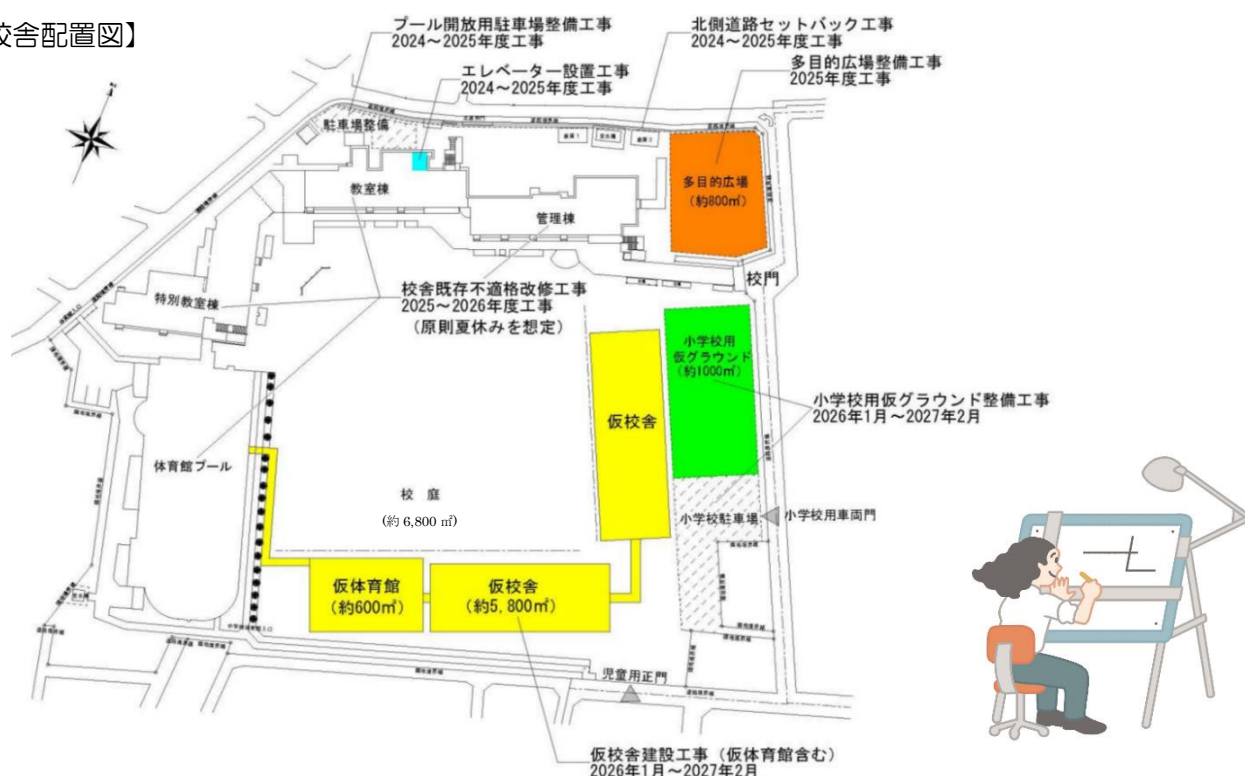 校舎配置図】
プール開放用駐車場整備工事
2024～2025年度工事
北側道路セットバック工事
2024～2025年度工事
エレベーター設置工事
2024～2025年度工事
多目的広場整備工事
2025年度工事
駐車場整備
教室棟
管理棟
多目的広場
(約800㎡)
校門
特別教室棟
校舎既存不適格改修工事
2025～2026年度工事
（原則夏休みを想定）
小学校用
仮グラウンド
(約1000㎡)
仮校舎
小学校用仮グラウンド整備工事
2026年1月～2027年2月
体育館プール
校庭
(約 6,800 ㎡)
小学校駐車場
小学校用車両門
仮体育館
(約600㎡)
仮校舎
(約5,800㎡)
児童用正門
仮校舎建設工事（仮体育館含む）
2026年1月～2027年2月